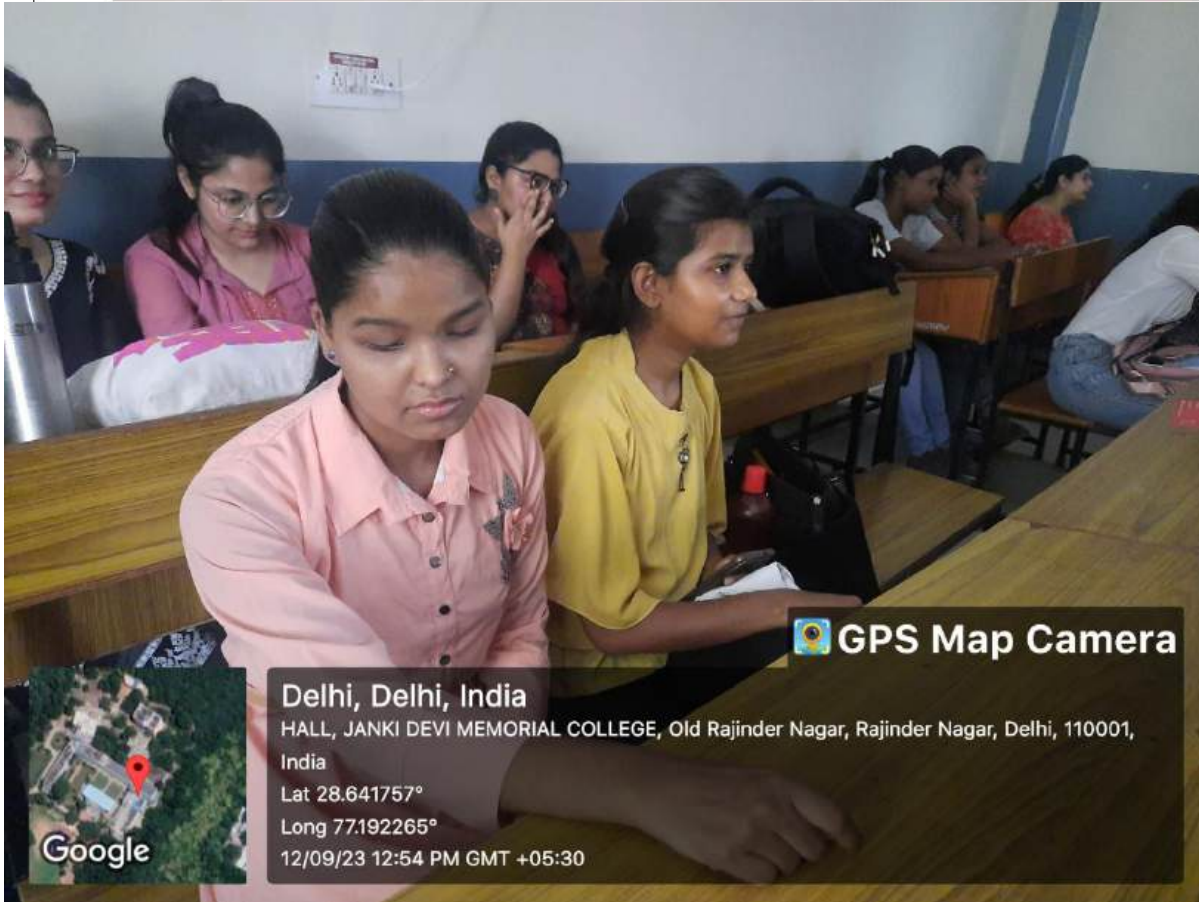 GPS Map Camera
Delhi, Delhi, India
HALL, JANKI DEVI MEMORIAL COLLEGE, Old Rajinder Nagar, Rajinder Nagar, Delhi, 110001,
India
Lat 28.641757°
Long 77.192265°
12/09/23 12:54 PM GMT +05:30
Google